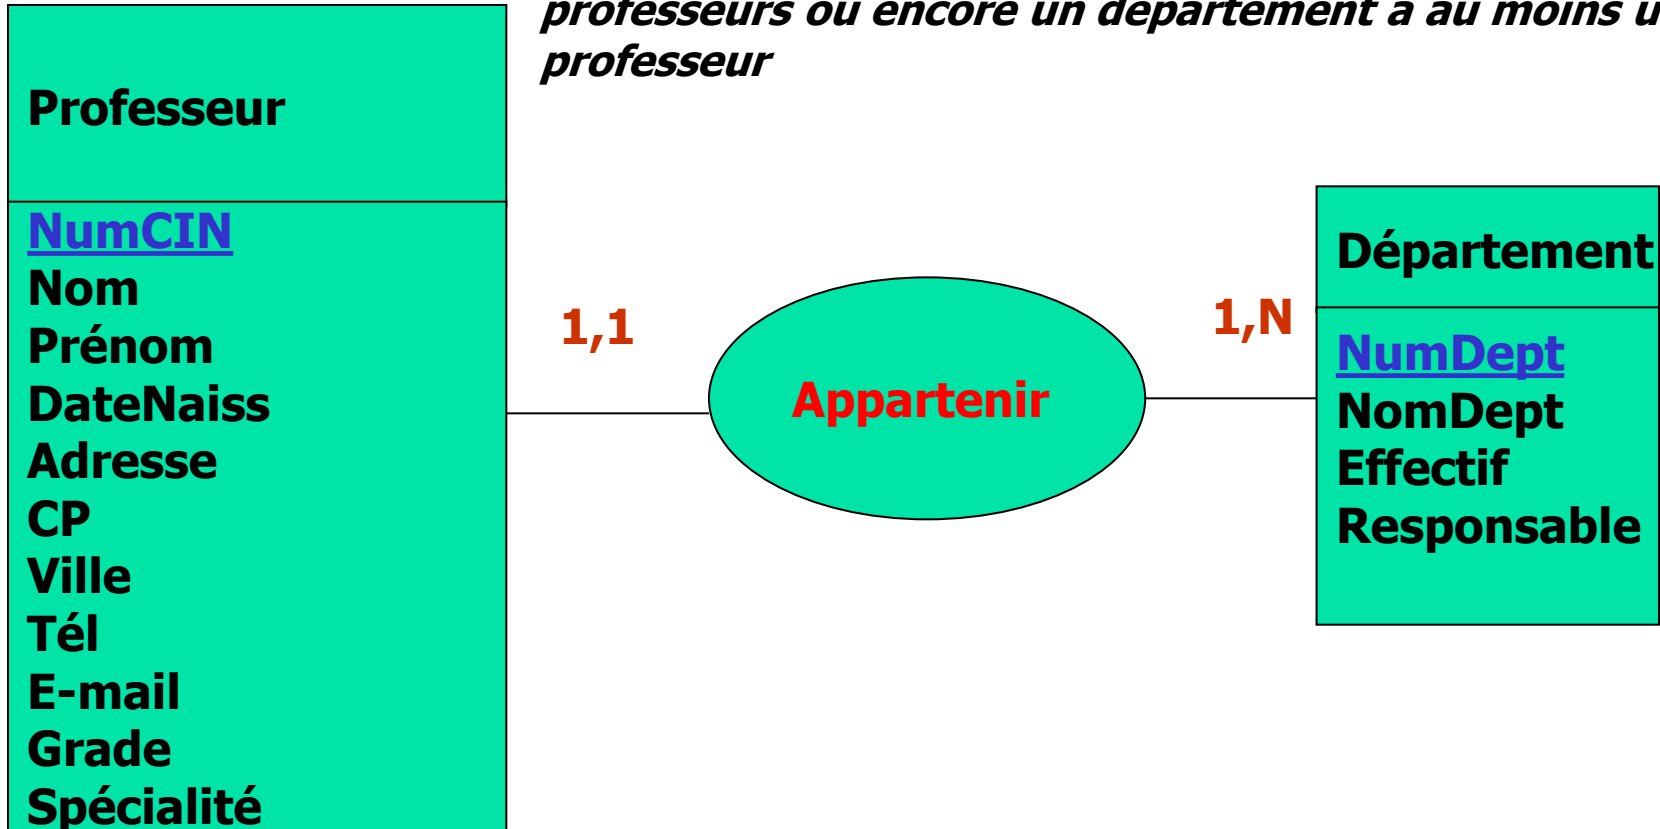 professeurs ou encore un département a au moins
professeur
Professeur
NumCIN
Nom
Prénom
DateNaiss
Adresse
CP
Ville
Tél
E-mail
Grade
Spécialité
1,1
Appartenir
1,N
Département
NumDept
NomDept
Effectif
Responsable